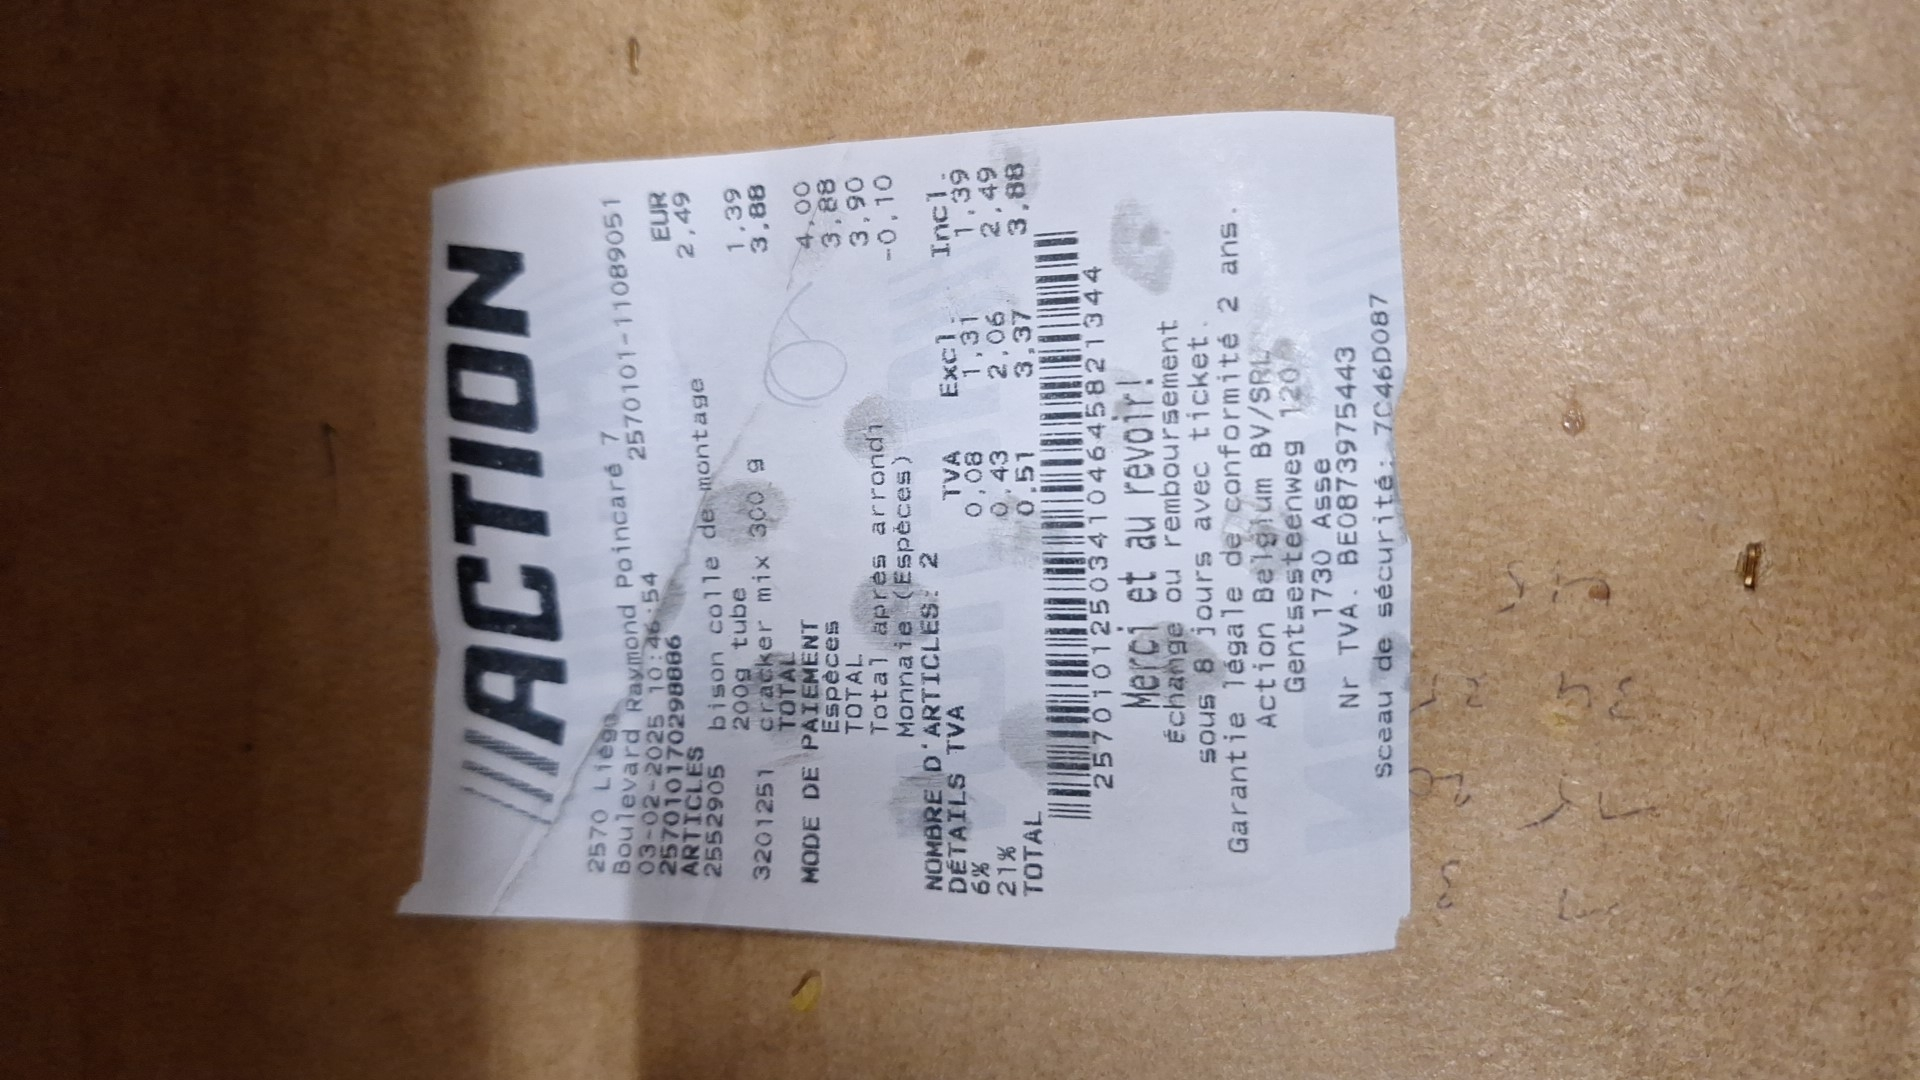 ACTION
2570 Liège
Boulevard Raymond Poincaré 7
03-02-2025 10:46:54 2570101-11089051
2570101170298886
ARTICLES EUR
2552905 bison colle de montage 2,49
200g tube
3201251 cracker mix 300 g 1,39
TOTAL 3,88
MODE DE PAIEMENT
Espèces 4,00
TOTAL 3,88
Total après arrondi 3,90
Monnaie (Espèces) -0,10
NOMBRE D'ARTICLES: 2
DÉTAILS TVA TVA Excl. Incl.
6% 0,08 1,31 1,39
21% 0,43 2,06 2,49
TOTAL 0,51 3,37 3,88
257010125034104645821344
Merci et au revoir!
Échange ou remboursement
sous 8 jours avec ticket.
Garantie légale de conformité 2 ans.
Action Belgium BV/SRL
Gentsesteenweg 120
1730 Asse
Nr TVA. BE0873975443
Sceau de sécurité: 7C46D087